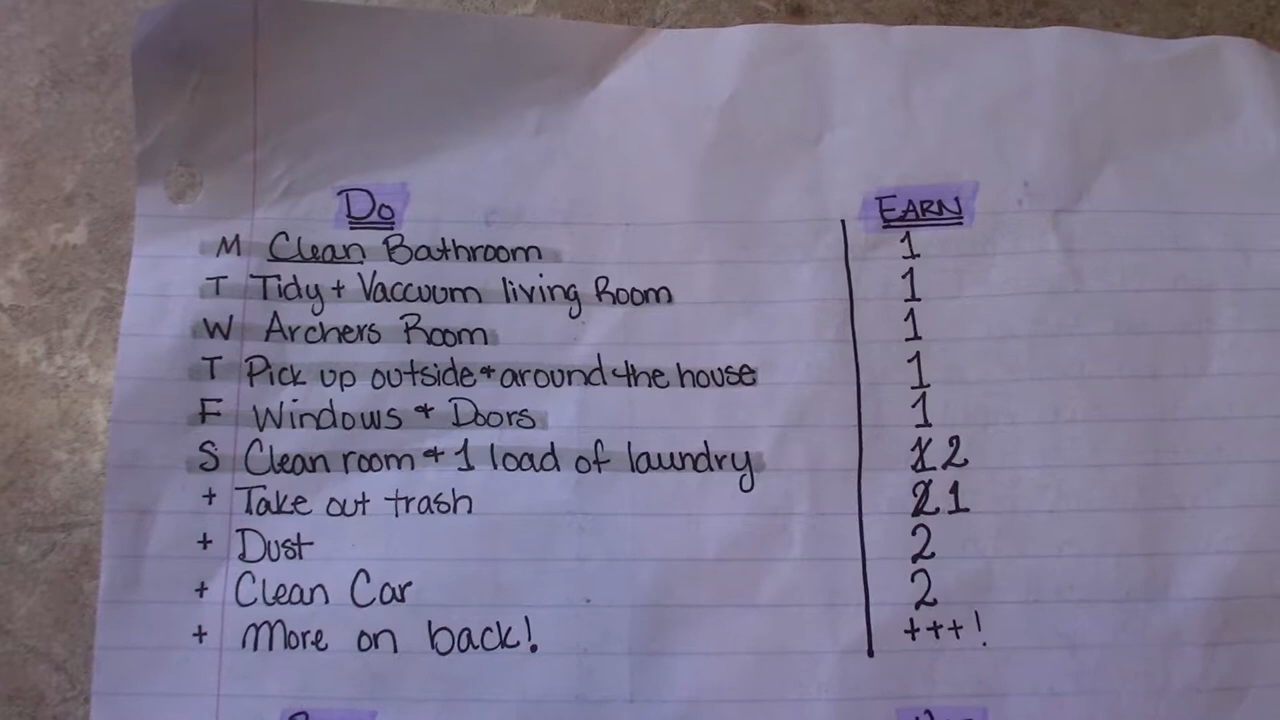 Do EARN
M Clean Bathroom 1
T Tidy + Vaccuum living Room 1
W Archers Room 1
T Pick up outside + around the house 1
F Windows + Doors 1
S Clean room + 1 load of laundry 1 2
+ Take out trash 2 1
+ Dust 2
+ Clean Car 2
+ More on back! +++!